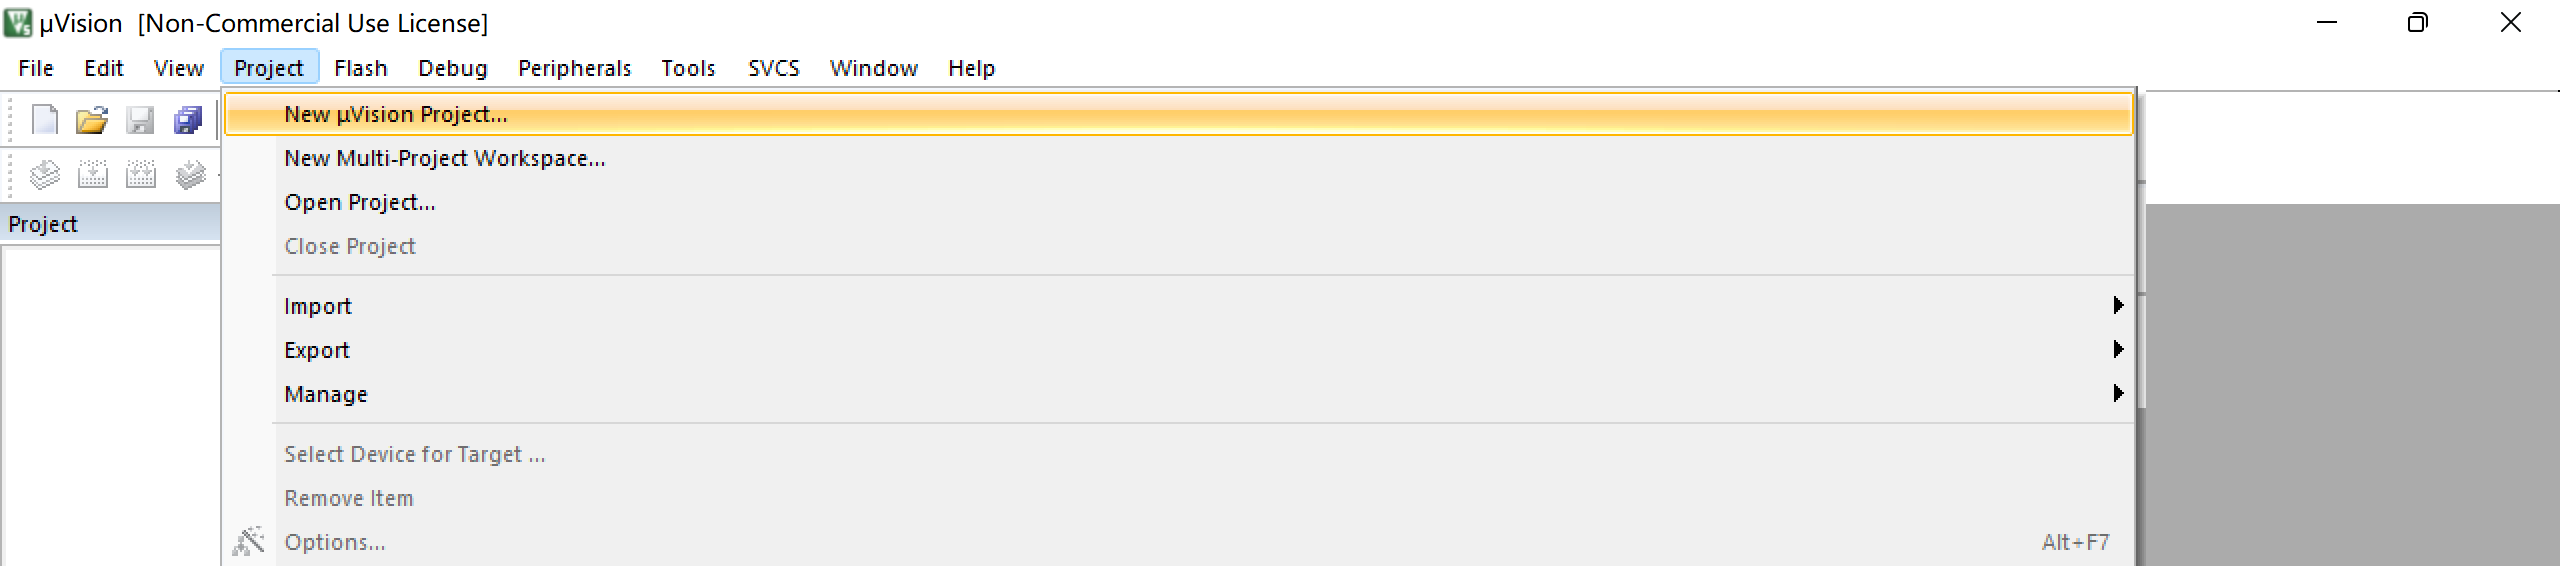 µVision [Non-Commercial Use License]
File Edit View Project Flash Debug Peripherals Tools SVCS Window Help
New µVision Project...
New Multi-Project Workspace...
Open Project...
Project
Close Project
Import
Export
Manage
Select Device for Target ...
Remove Item
Options... Alt+F7